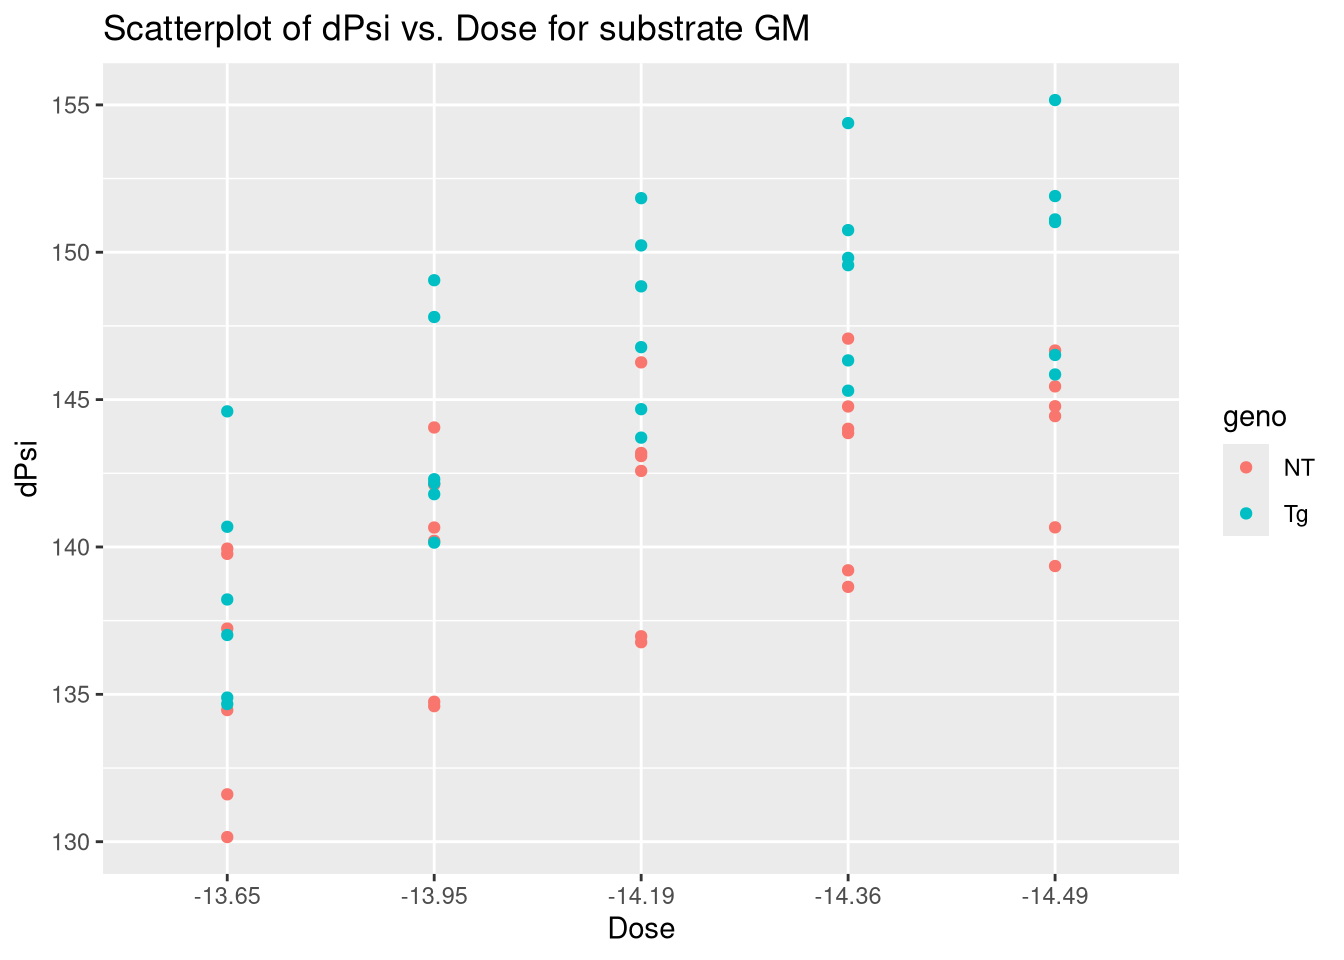 Scatterplot of dPsi vs. Dose for substrate GM
155
150
145
140
135
130
dPsi
-13.65 -13.95 -14.19 -14.36 -14.49
Dose
geno
NT
Tg